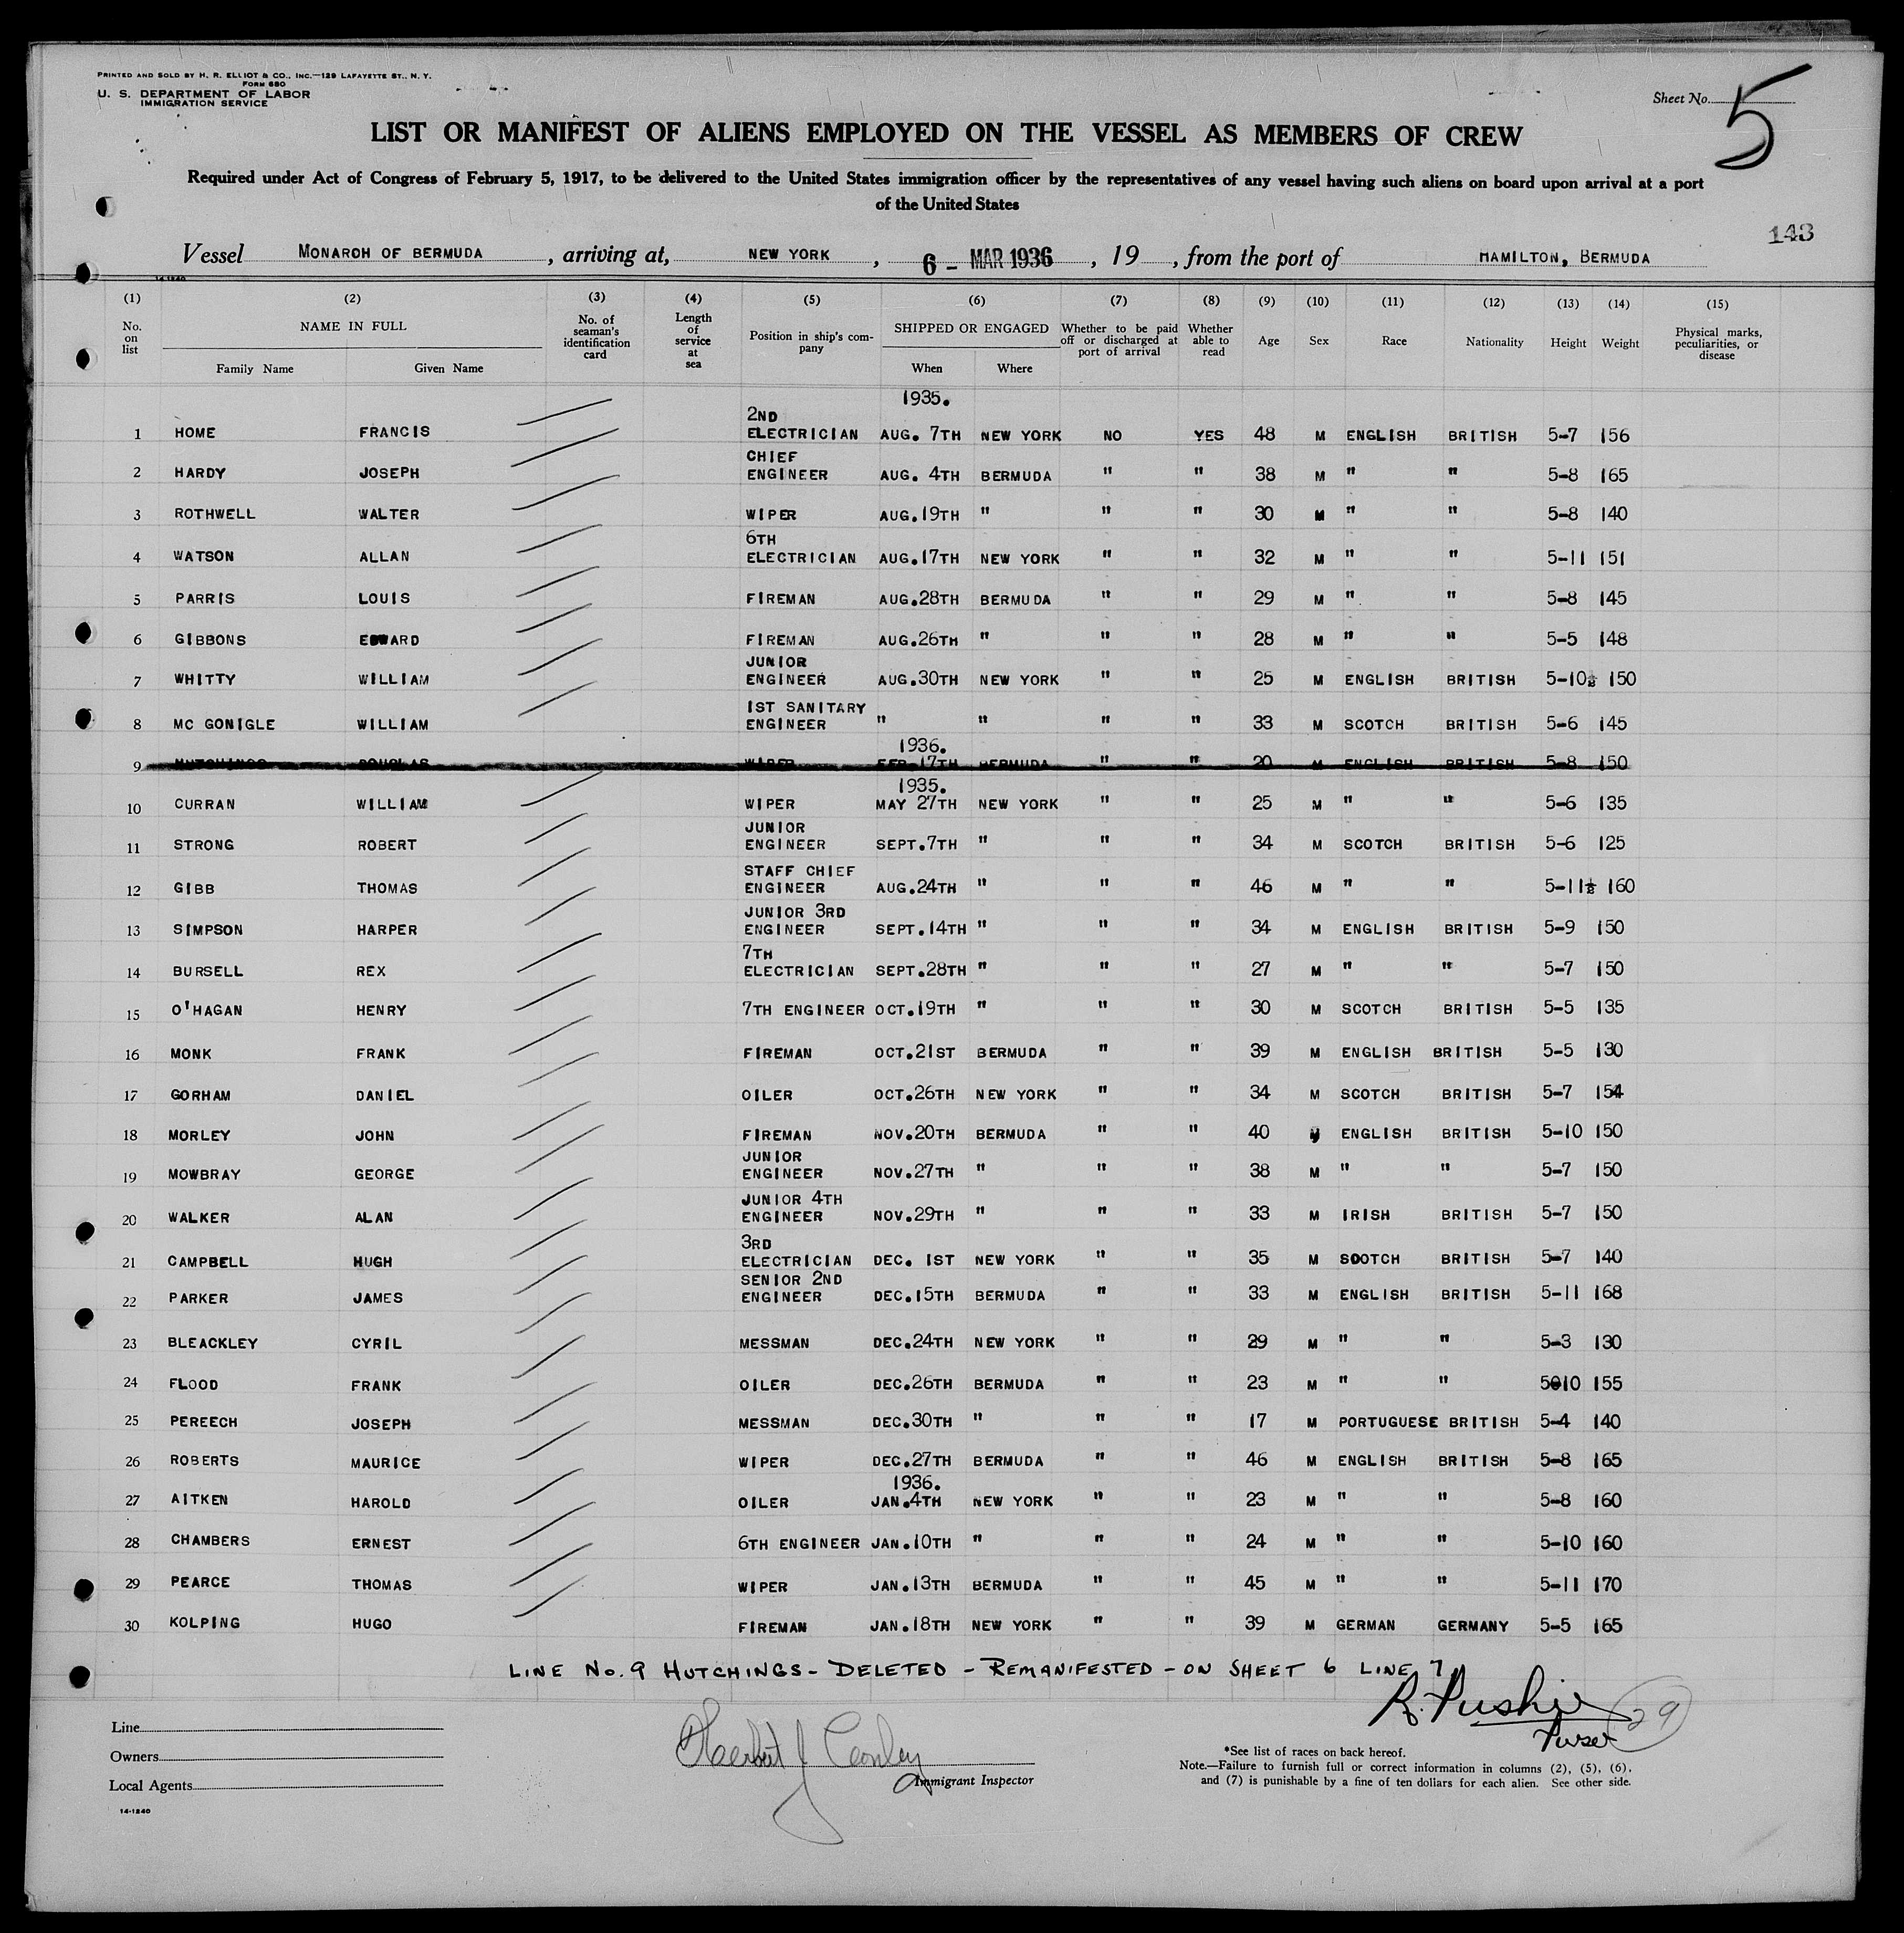 PRINTED AND SOLD BY H. R. ELLIOT & CO., INC.—129 LAFAYETTE ST., N. Y.
FORM 680
U. S. DEPARTMENT OF LABOR
IMMIGRATION SERVICE
Sheet No. 5
LIST OR MANIFEST OF ALIENS EMPLOYED ON THE VESSEL AS MEMBERS OF CREW
Required under Act of Congress of February 5, 1917, to be delivered to the United States immigration officer by the representatives of any vessel having such aliens on board upon arrival at a port
of the United States
143
Vessel MONARCH OF BERMUDA, arriving at, NEW YORK, 6 - MAR 1936, 19, from the port of HAMILTON, BERMUDA
14-1240
(1) (2) (3) (4) (5) (6) (7) (8) (9) (10) (11) (12) (13) (14) (15)
No. on list NAME IN FULL Family Name Given Name No. of seaman's identification card Length of service at sea Position in ship's company SHIPPED OR ENGAGED When Where Whether to be paid off or discharged at port of arrival Whether able to read Age Sex Race Nationality Height Weight Physical marks, peculiarities, or disease
1935.
1 HOME FRANCIS 2ND ELECTRICIAN AUG. 7TH NEW YORK NO YES 48 M ENGLISH BRITISH 5-7 156
2 HARDY JOSEPH CHIEF ENGINEER AUG. 4TH BERMUDA " " 38 M " " 5-8 165
3 ROTHWELL WALTER WIPER AUG.19TH " " " 30 M " " 5-8 140
4 WATSON ALLAN 6TH ELECTRICIAN AUG.17TH NEW YORK " " 32 M " " 5-11 151
5 PARRIS LOUIS FIREMAN AUG.28TH BERMUDA " " 29 M " " 5-8 145
6 GIBBONS EDWARD FIREMAN AUG.26TH " " " 28 M " " 5-5 148
7 WHITTY WILLIAM JUNIOR ENGINEER AUG.30TH NEW YORK " " 25 M ENGLISH BRITISH 5-10½ 150
8 MC GONIGLE WILLIAM 1ST SANITARY ENGINEER " " " " 33 M SCOTCH BRITISH 5-6 145
1936.
9 HUTCHINGS DOUGLAS WIPER FEB 17TH BERMUDA " " 20 M ENGLISH BRITISH 5-8 150
1935.
10 CURRAN WILLIAM WIPER MAY 27TH NEW YORK " " 25 M " " 5-6 135
11 STRONG ROBERT JUNIOR ENGINEER SEPT.7TH " " " 34 M SCOTCH BRITISH 5-6 125
12 GIBB THOMAS STAFF CHIEF ENGINEER AUG.24TH " " " 46 M " " 5-11½ 160
13 SIMPSON HARPER JUNIOR 3RD ENGINEER SEPT.14TH " " " 34 M ENGLISH BRITISH 5-9 150
14 BURSELL REX 7TH ELECTRICIAN SEPT.28TH " " " 27 M " " 5-7 150
15 O'HAGAN HENRY 7TH ENGINEER OCT.19TH " " " 30 M SCOTCH BRITISH 5-5 135
16 MONK FRANK FIREMAN OCT.21ST BERMUDA " " 39 M ENGLISH BRITISH 5-5 130
17 GORHAM DANIEL OILER OCT.26TH NEW YORK " " 34 M SCOTCH BRITISH 5-7 154
18 MORLEY JOHN FIREMAN NOV.20TH BERMUDA " " 40 M ENGLISH BRITISH 5-10 150
19 MOWBRAY GEORGE JUNIOR ENGINEER NOV.27TH " " " 38 M " " 5-7 150
20 WALKER ALAN JUNIOR 4TH ENGINEER NOV.29TH " " " 33 M IRISH BRITISH 5-7 150
21 CAMPBELL HUGH 3RD ELECTRICIAN DEC. 1ST NEW YORK " " 35 M SCOTCH BRITISH 5-7 140
22 PARKER JAMES SENIOR 2ND ENGINEER DEC.15TH BERMUDA " " 33 M ENGLISH BRITISH 5-11 168
23 BLEACKLEY CYRIL MESSMAN DEC.24TH NEW YORK " " 29 M " " 5-3 130
24 FLOOD FRANK OILER DEC.26TH BERMUDA " " 23 M " " 5-10 155
25 PEREECH JOSEPH MESSMAN DEC.30TH " " " 17 M PORTUGUESE BRITISH 5-4 140
26 ROBERTS MAURICE WIPER DEC.27TH BERMUDA " " 46 M ENGLISH BRITISH 5-8 165
1936.
27 AITKEN HAROLD OILER JAN.4TH NEW YORK " " 23 M " " 5-8 160
28 CHAMBERS ERNEST 6TH ENGINEER JAN.10TH " " " 24 M " " 5-10 160
29 PEARCE THOMAS WIPER JAN.13TH BERMUDA " " 45 M " " 5-11 170
30 KOLPING HUGO FIREMAN JAN.18TH NEW YORK " " 39 M GERMAN GERMANY 5-5 165
LINE NO. 9 HUTCHINGS - DELETED - REMANIFESTED - ON SHEET 6 LINE 7
Purser
29
Line
Owners
Local Agents
Immigrant Inspector
*See list of races on back hereof.
Note.—Failure to furnish full or correct information in columns (2), (5), (6),
and (7) is punishable by a fine of ten dollars for each alien. See other side.
14-1240